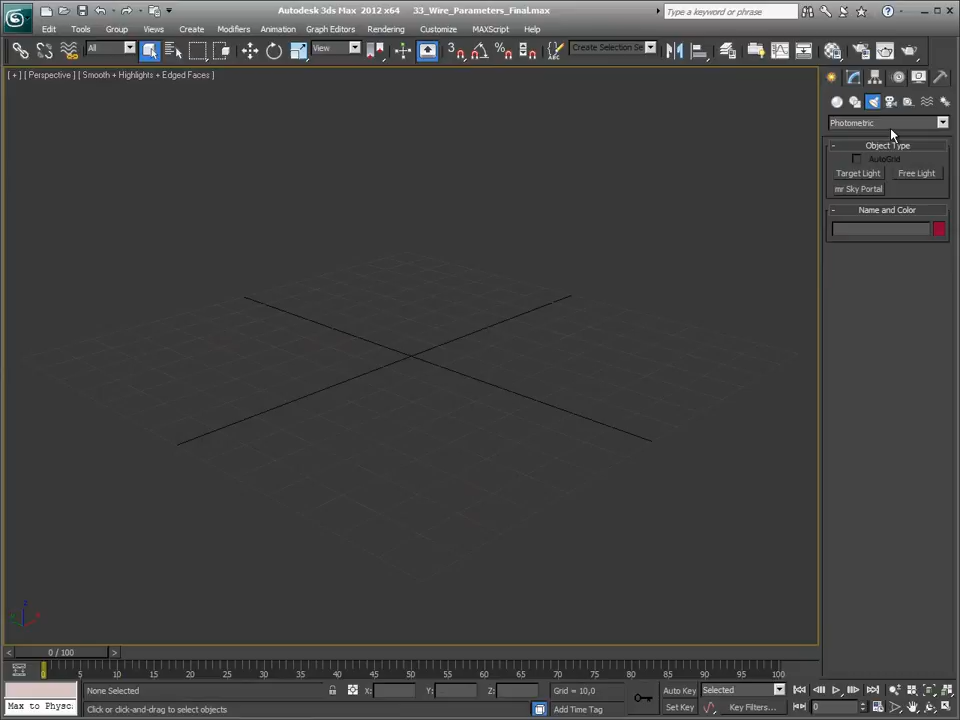 Autodesk 3ds Max 2012 x64 33_Wire_Parameters_Final.max
Type a keyword or phrase
Edit Tools Group Views Create Modifiers Animation Graph Editors Rendering Customize MAXScript Help
All View Create Selection Se
[ + ] [ Perspective ] [ Smooth + Highlights + Edged Faces ]
Photometric
- Object Type
AutoGrid
Target Light Free Light
mr Sky Portal
- Name and Color
< 0 / 100 >
0 5 10 15 20 25 30 35 40 45 50 55 60 65 70 75 80 85 90 95 100
None Selected X: Y: Z: Grid = 10,0 Auto Key Selected
Max to Physc: Click or click-and-drag to select objects Add Time Tag Set Key Key Filters... 0